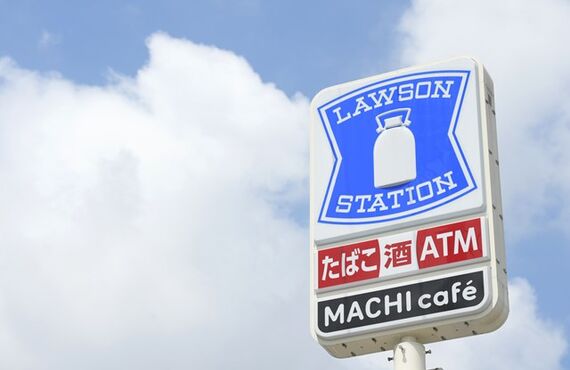 LAWSON
STATION
たばこ 酒 ATM
MACHI café